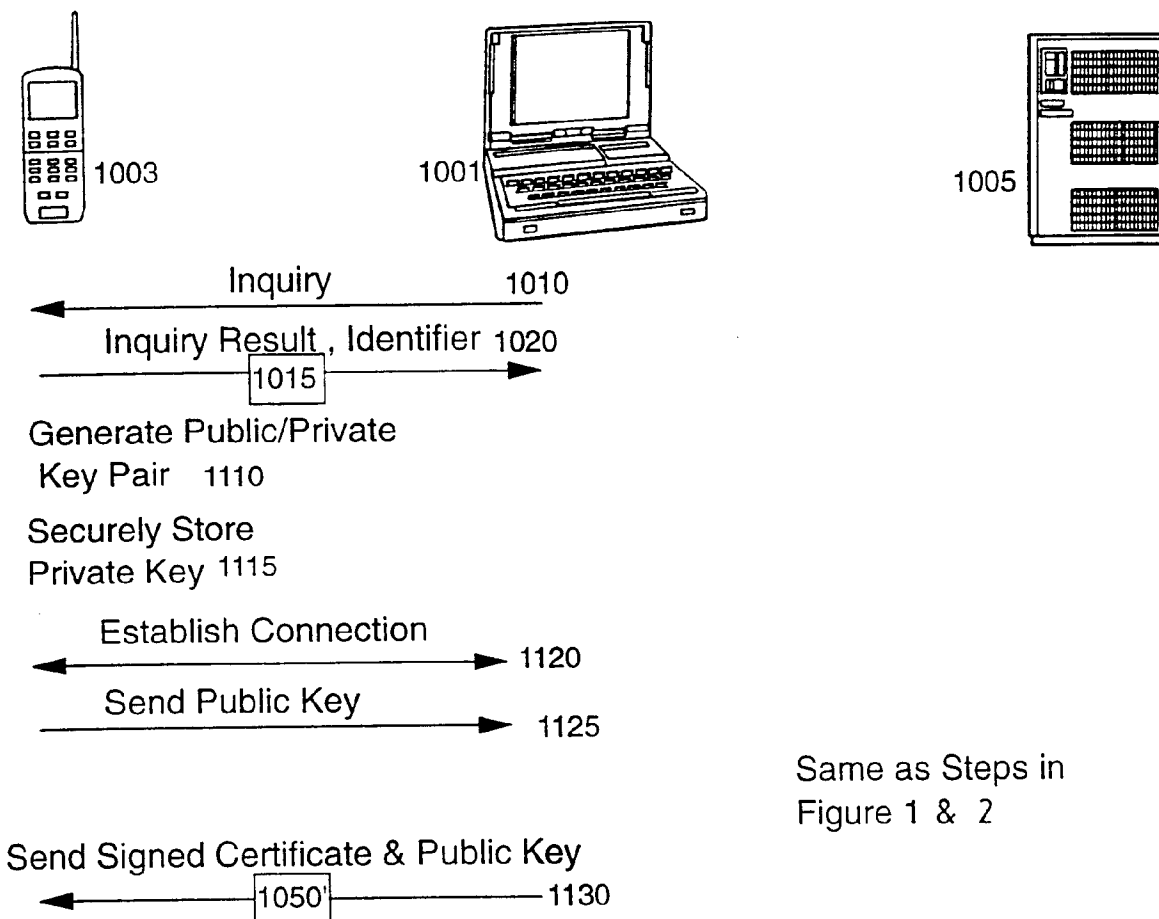 1003
1001
1005
Inquiry 1010
Inquiry Result , Identifier 1020
1015
Generate Public/Private
Key Pair 1110
Securely Store
Private Key 1115
Establish Connection
1120
Send Public Key
1125
Same as Steps in
Figure 1 & 2
Send Signed Certificate & Public Key
1050' 1130